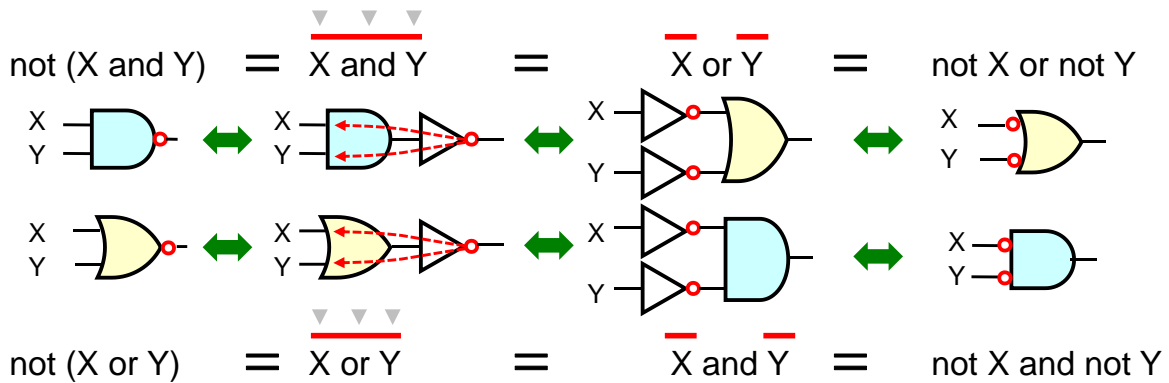 not (X and Y) = X and Y = X or Y = not X or not Y
X X X X
Y Y Y Y
X X X X
Y Y Y Y
not (X or Y) = X or Y = X and Y = not X and not Y